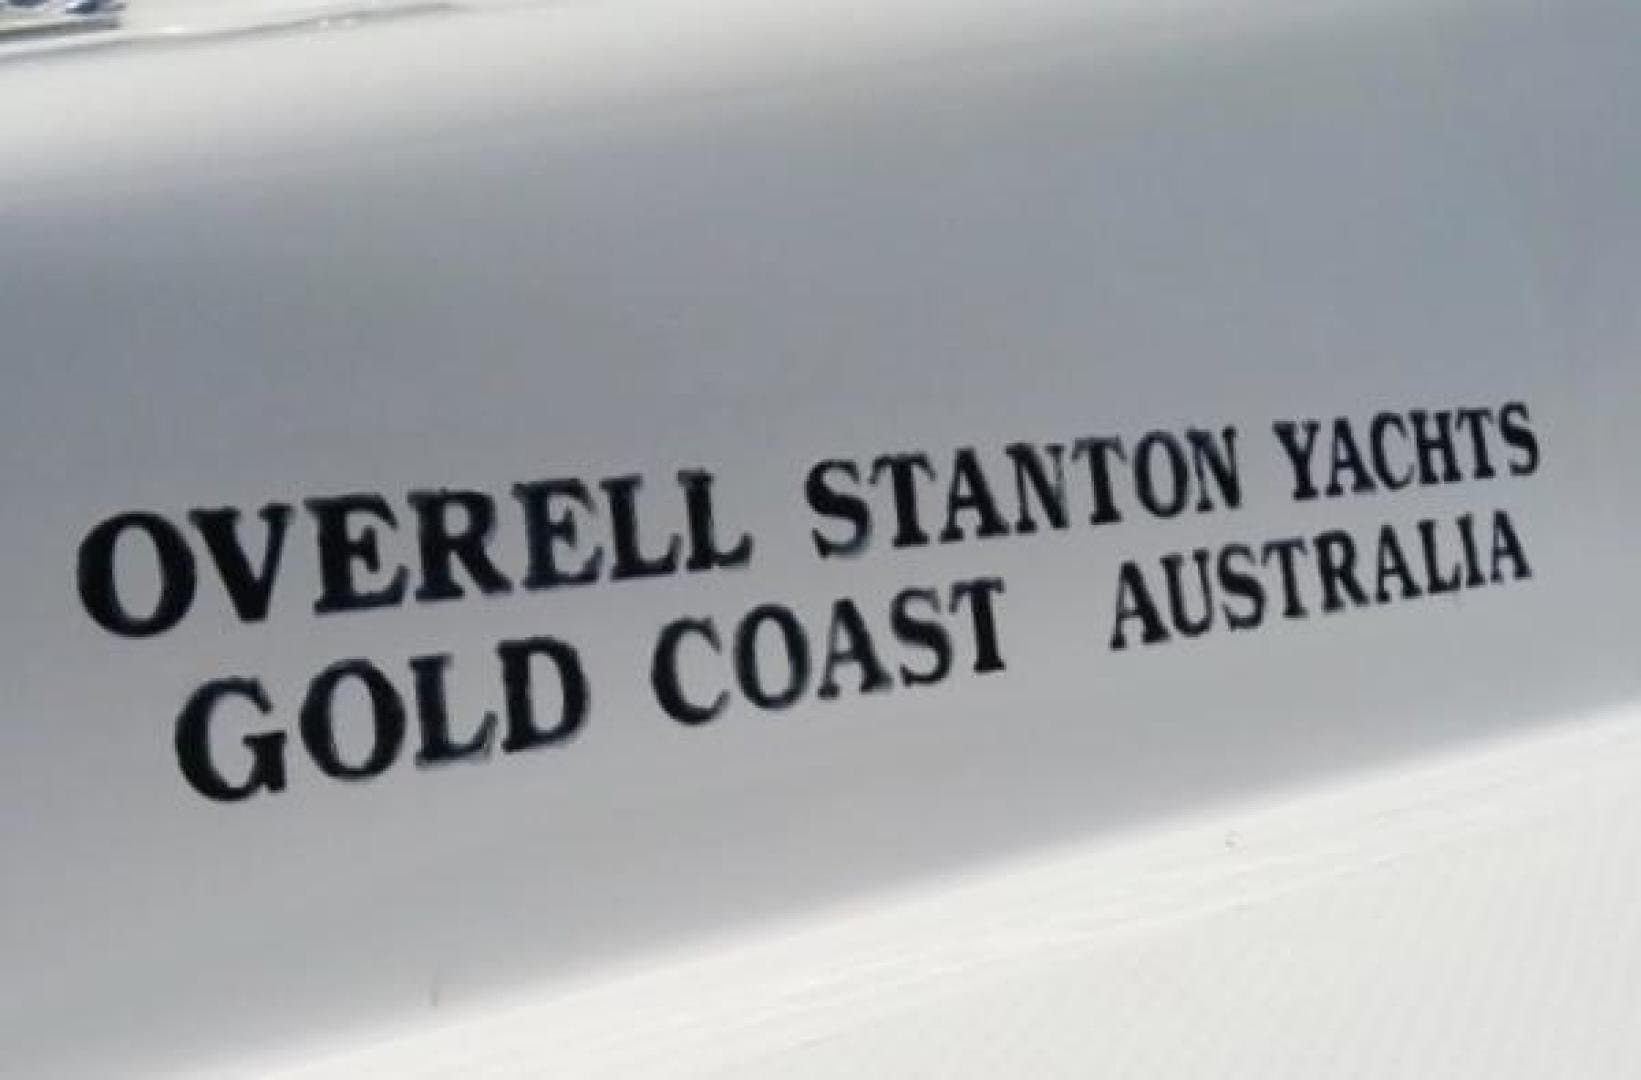 OVERELL STANTON YACHTS
GOLD COAST AUSTRALIA